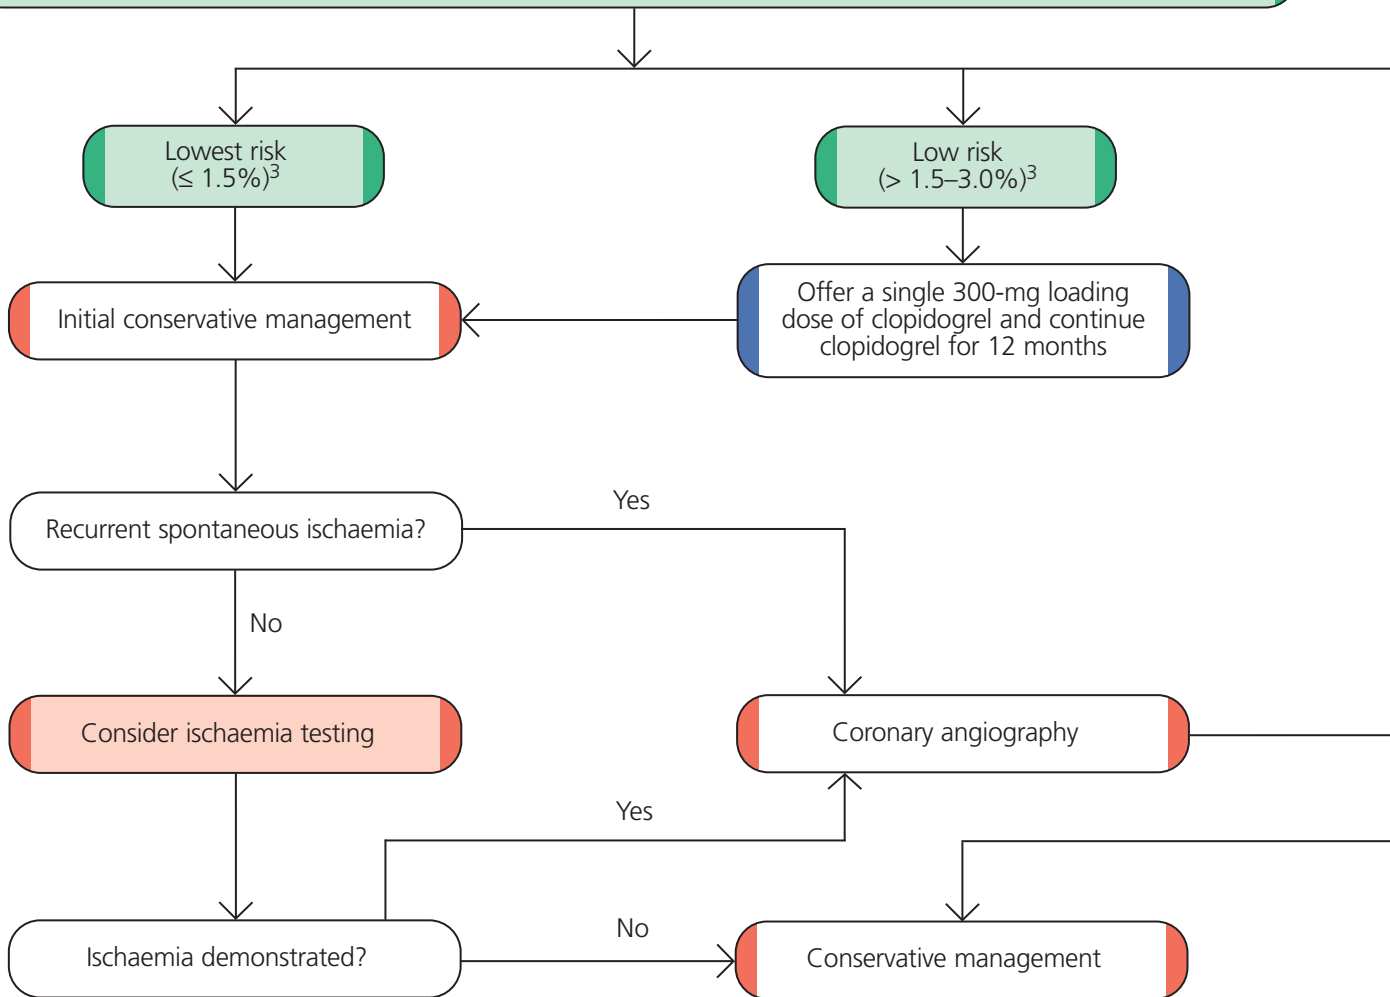 Lowest risk
(≤ 1.5%)3
Low risk
(> 1.5–3.0%)3
Initial conservative management
Offer a single 300-mg loading
dose of clopidogrel and continue
clopidogrel for 12 months
Recurrent spontaneous ischaemia?
Yes
No
Consider ischaemia testing
Coronary angiography
Yes
Ischaemia demonstrated?
No
Conservative management